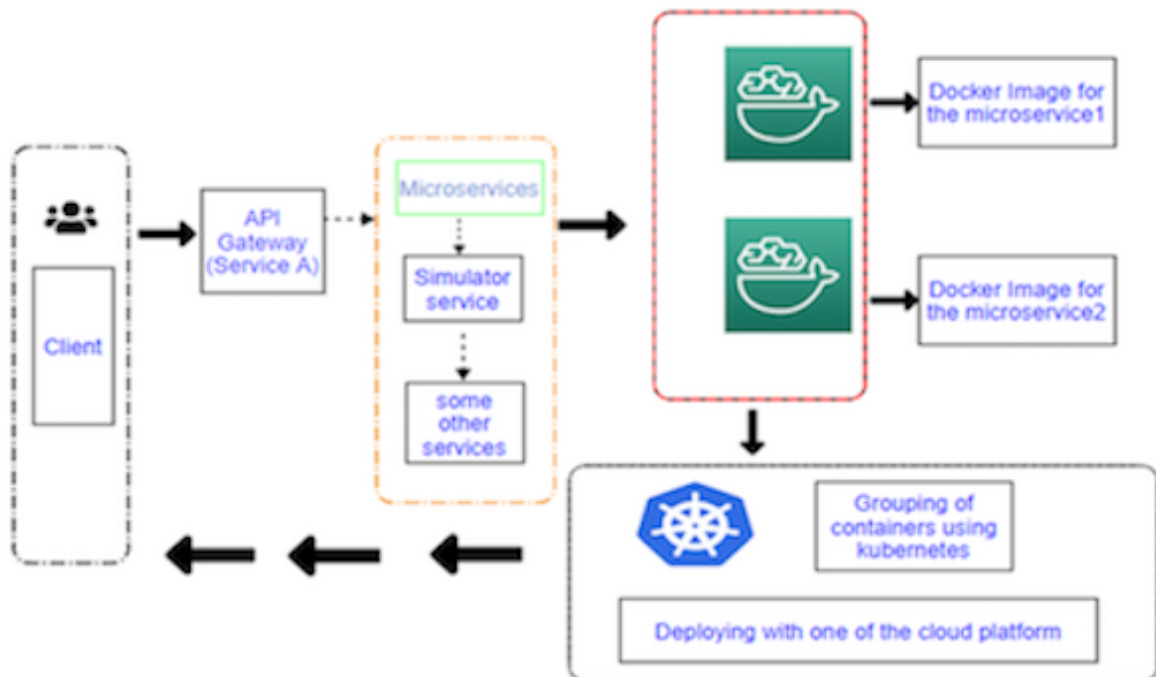 Client
API
Gateway
(Service A)
Microservices
Simulator
service
some
other
services
Docker Image for
the microservice1
Docker Image for
the microservice2
Grouping of
containers using
kubernetes
Deploying with one of the cloud platform